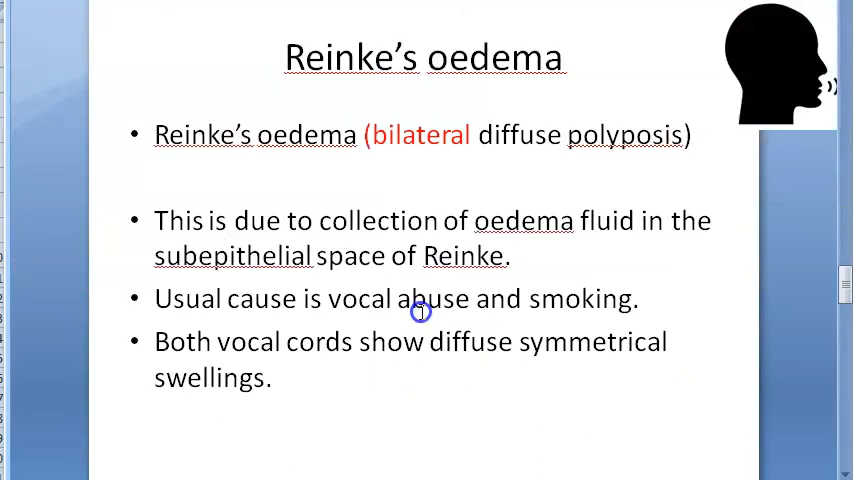 Reinke's oedema
• Reinke's oedema (bilateral diffuse polyposis)
• This is due to collection of oedema fluid in the
subepithelial space of Reinke.
• Usual cause is vocal abuse and smoking.
• Both vocal cords show diffuse symmetrical
swellings.